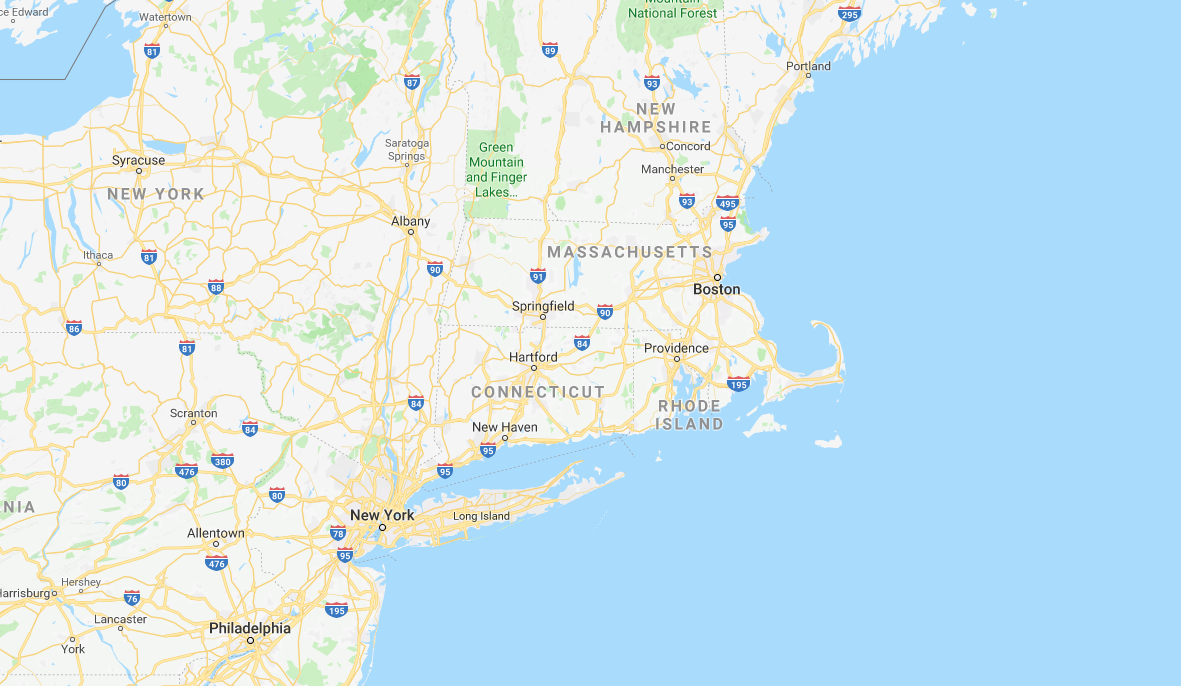 ce Edward
Watertown
81
87
89
93
Mountain
National Forest
295
Portland
NEW
HAMPSHIRE
Concord
Manchester
Saratoga
Springs
Green
Mountain
and Finger
Lakes...
Syracuse
NEW YORK
Albany
93
495
95
MASSACHUSETTS
Ithaca
81
88
90
91
Boston
Springfield
90
86
81
84
Hartford
Providence
CONNECTICUT
195
RHODE
ISLAND
Scranton
84
84
New Haven
95
95
476
380
80
80
NIA
New York
Long Island
Allentown
78
95
476
Hershey
Harrisburg
76
195
Lancaster
Philadelphia
York